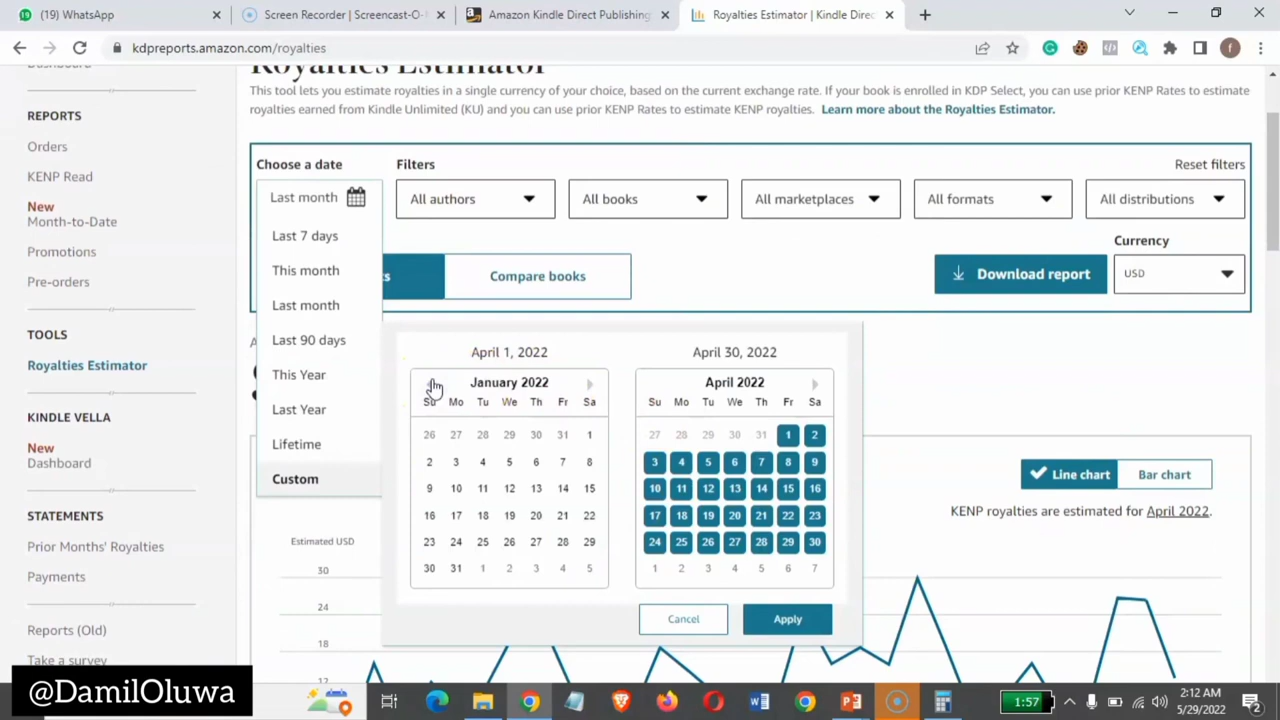 (19) WhatsApp
Screen Recorder | Screencast-O-
Amazon Kindle Direct Publishing
Royalties Estimator | Kindle Direc
kdpreports.amazon.com/royalties
Dashboard
REPORTS
Orders
KENP Read
New
Month-to-Date
Promotions
Pre-orders
TOOLS
Royalties Estimator
KINDLE VELLA
New
Dashboard
STATEMENTS
Prior Months' Royalties
Payments
Reports (Old)
Take a survey
Royalties Estimator
This tool lets you estimate royalties in a single currency of your choice, based on the current exchange rate. If your book is enrolled in KDP Select, you can use prior KENP Rates to estimate
royalties earned from Kindle Unlimited (KU) and you can use prior KENP Rates to estimate KENP royalties. Learn more about the Royalties Estimator.
Choose a date
Filters
Reset filters
Last month
All authors
All books
All marketplaces
All formats
All distributions
Last 7 days
This month
Last month
Last 90 days
This Year
Last Year
Lifetime
Custom
Compare books
Download report
Currency
USD
April 1, 2022
January 2022
Su Mo Tu We Th Fr Sa
26 27 28 29 30 31 1
2 3 4 5 6 7 8
9 10 11 12 13 14 15
16 17 18 19 20 21 22
23 24 25 26 27 28 29
30 31 1 2 3 4 5
April 30, 2022
April 2022
Su Mo Tu We Th Fr Sa
27 28 29 30 31 1 2
3 4 5 6 7 8 9
10 11 12 13 14 15 16
17 18 19 20 21 22 23
24 25 26 27 28 29 30
1 2 3 4 5 6 7
Cancel
Apply
Line chart
Bar chart
KENP royalties are estimated for April 2022.
Estimated USD
30
24
18
@DamilOluwa
1:57
2:12 AM
5/29/2022